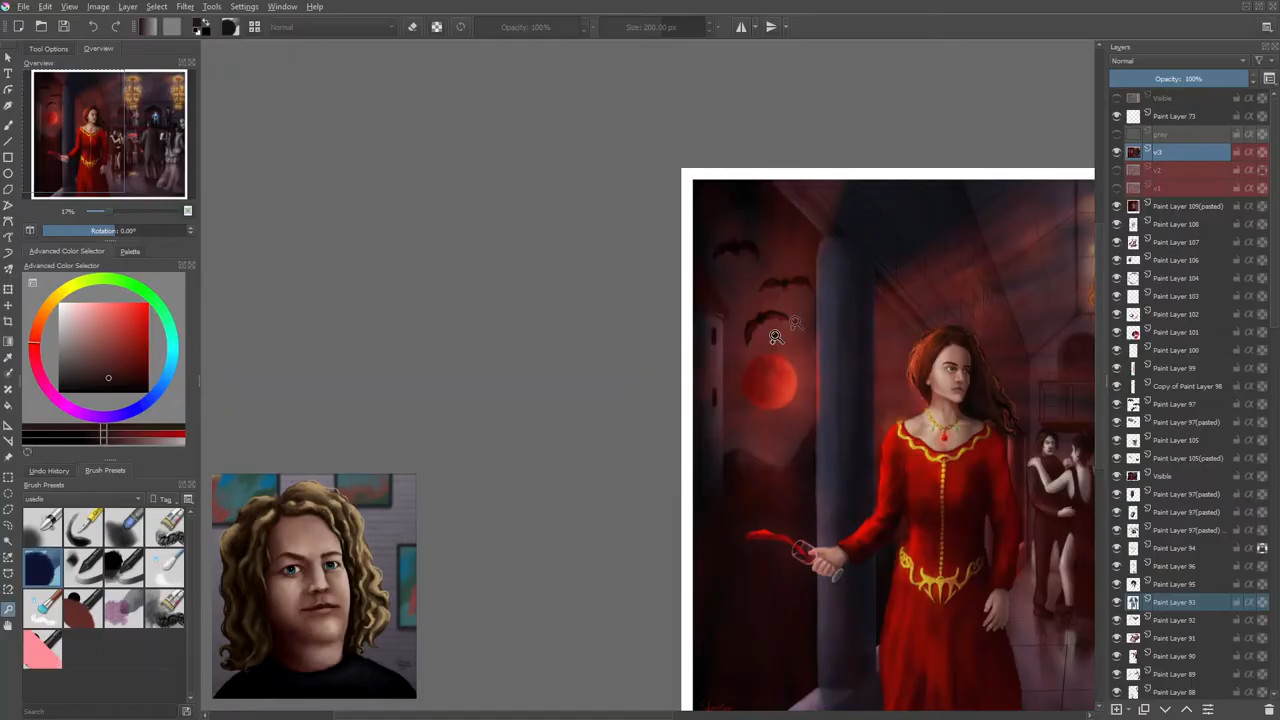 File Edit View Image Layer Select Filter Tools Settings Window Help
Normal
Opacity: 100%
Size: 200.00 px
Tool Options Overview
Overview
17%
Rotation: 0.00°
Advanced Color Selector Palette
Advanced Color Selector
Undo History Brush Presets
Brush Presets
Tag
Search
Layers
Normal
Opacity: 100%
Visible
Paint Layer 73
gray
v3
v2
v1
Paint Layer 109(pasted)
Paint Layer 108
Paint Layer 107
Paint Layer 106
Paint Layer 104
Paint Layer 103
Paint Layer 102
Paint Layer 101
Paint Layer 100
Paint Layer 99
Copy of Paint Layer 98
Paint Layer 97
Paint Layer 97(pasted)
Paint Layer 105
Paint Layer 105(pasted)
Visible
Paint Layer 97(pasted)
Paint Layer 97(pasted)
Paint Layer 97(pasted) ...
Paint Layer 94
Paint Layer 96
Paint Layer 95
Paint Layer 93
Paint Layer 92
Paint Layer 91
Paint Layer 90
Paint Layer 89
Paint Layer 88